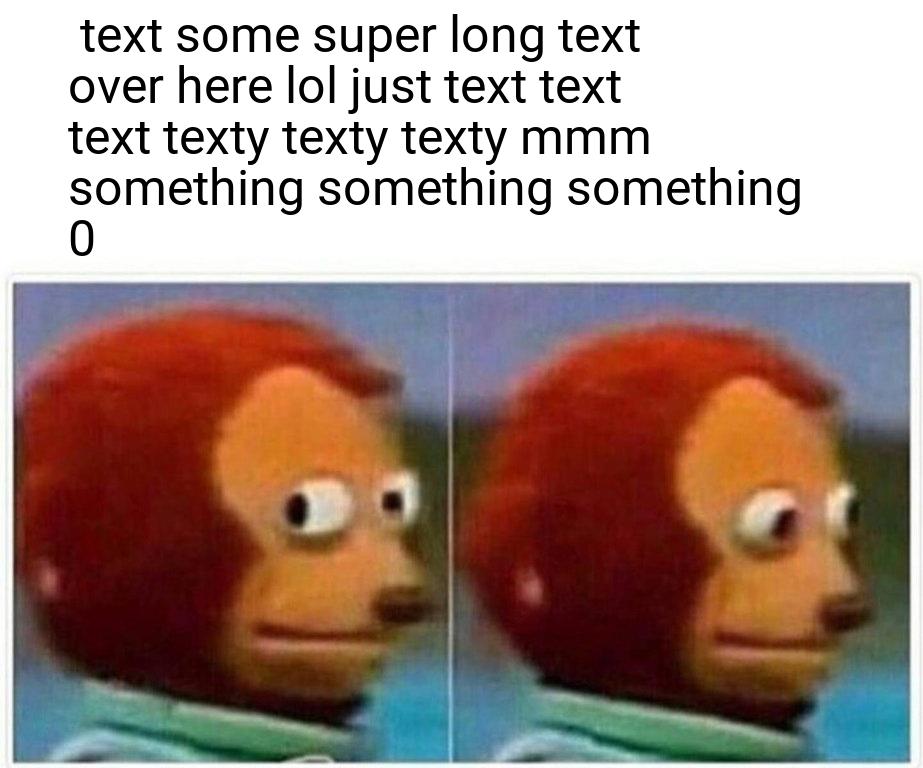 text some super long text
over here lol just text text
text texty texty texty mmm
something something something
0